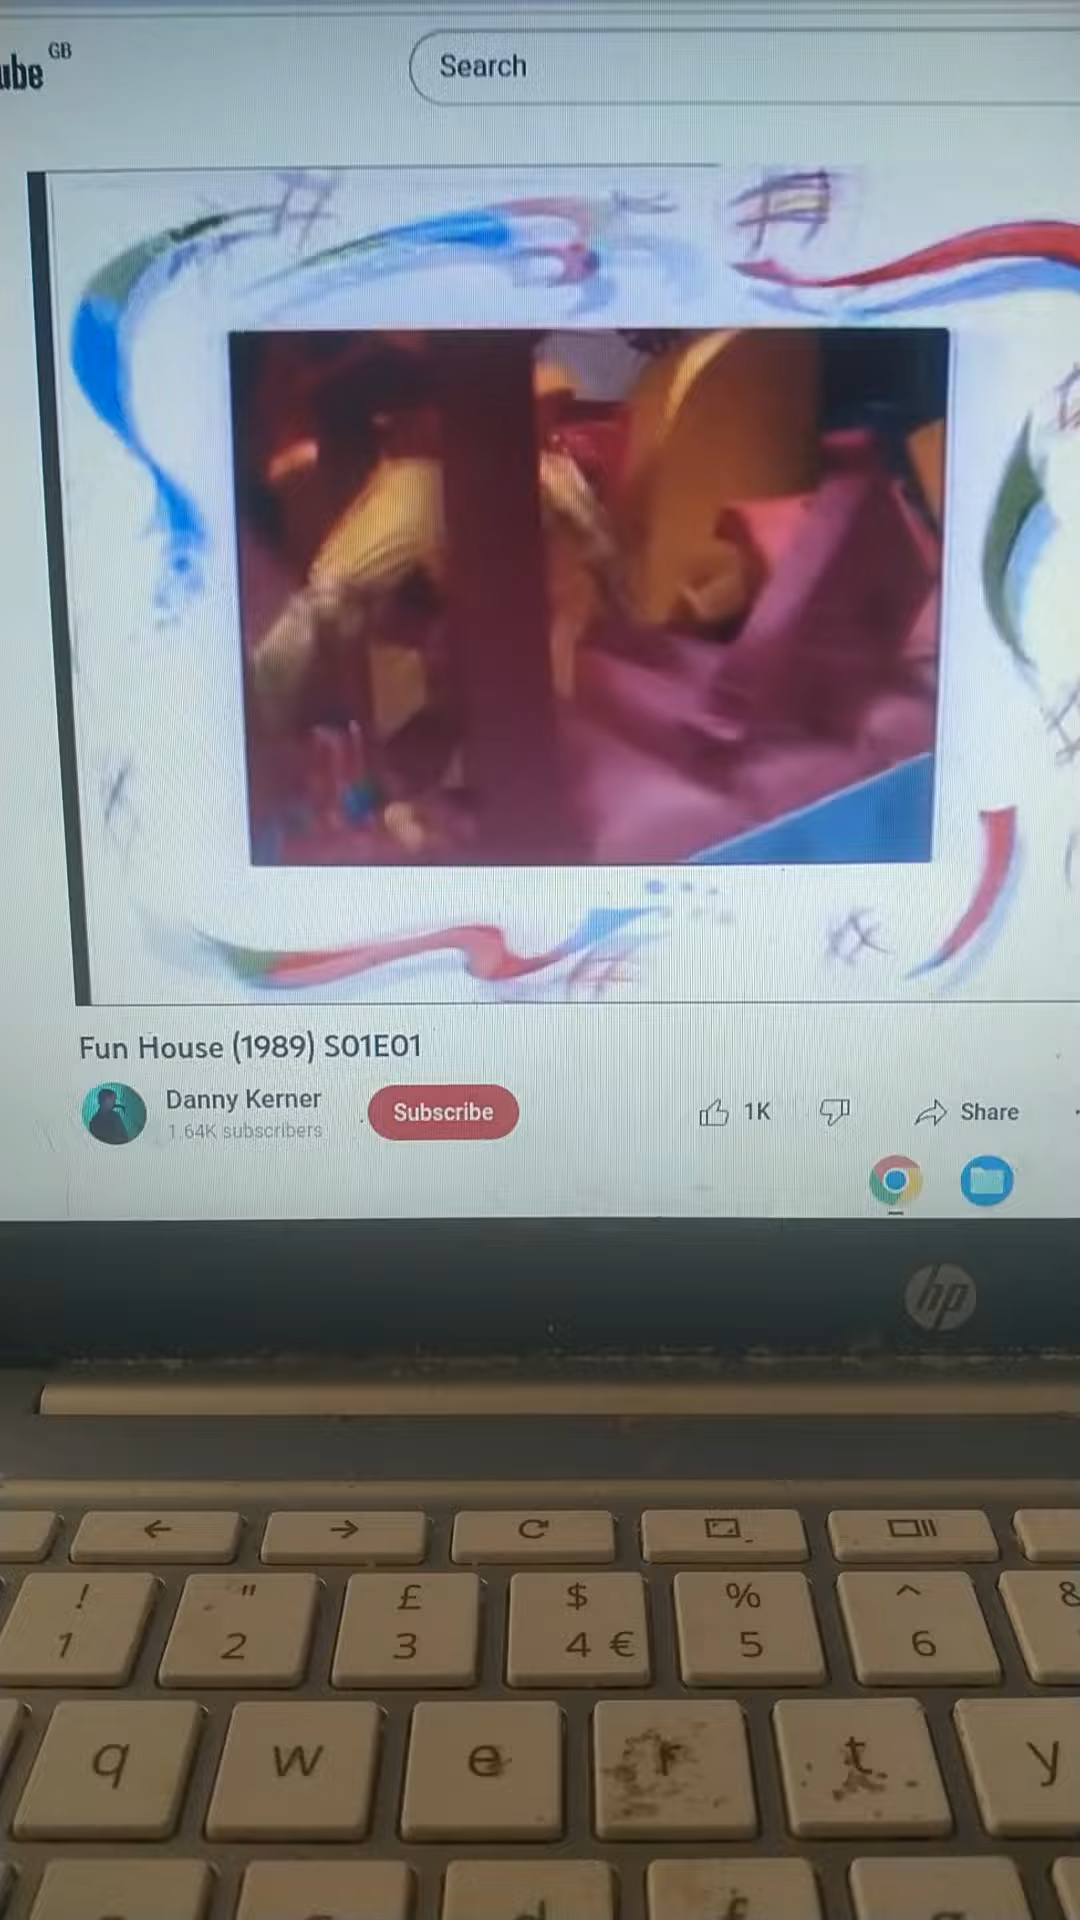 ube GB
Search
Fun House (1989) S01E01
Danny Kerner
1.64K subscribers
Subscribe
1K
Share
hp
! " £ $ % ^ &
1 2 3 4 € 5 6
q w e r t y
d f